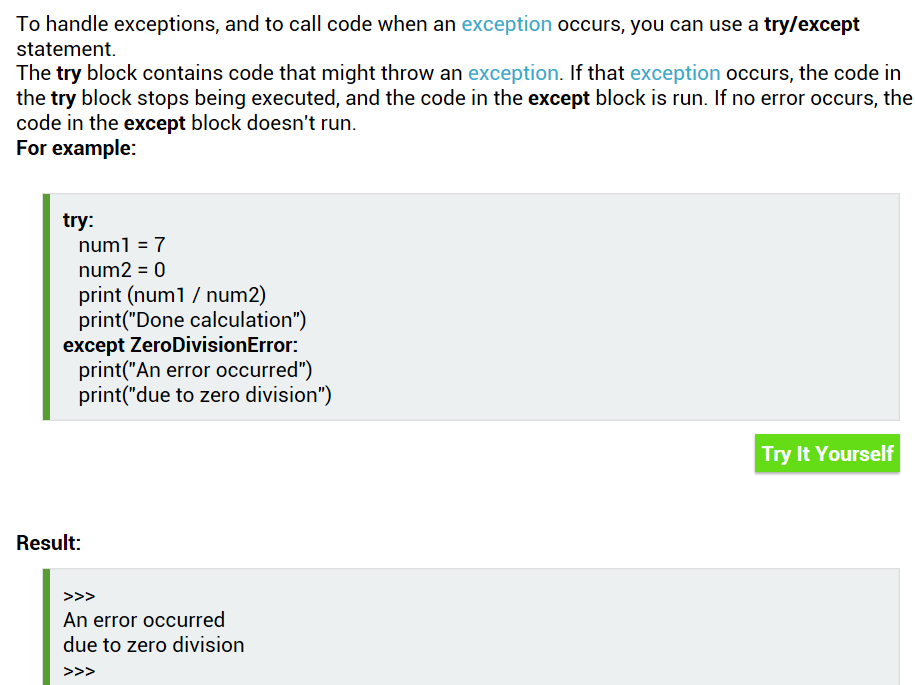 To handle exceptions, and to call code when an exception occurs, you can use a try/except
statement.
The try block contains code that might throw an exception. If that exception occurs, the code in
the try block stops being executed, and the code in the except block is run. If no error occurs, the
code in the except block doesn't run.
For example:
try:
num1 = 7
num2 = 0
print (num1 / num2)
print("Done calculation")
except ZeroDivisionError:
print("An error occurred")
print("due to zero division")
Try It Yourself
Result:
>>>
An error occurred
due to zero division
>>>